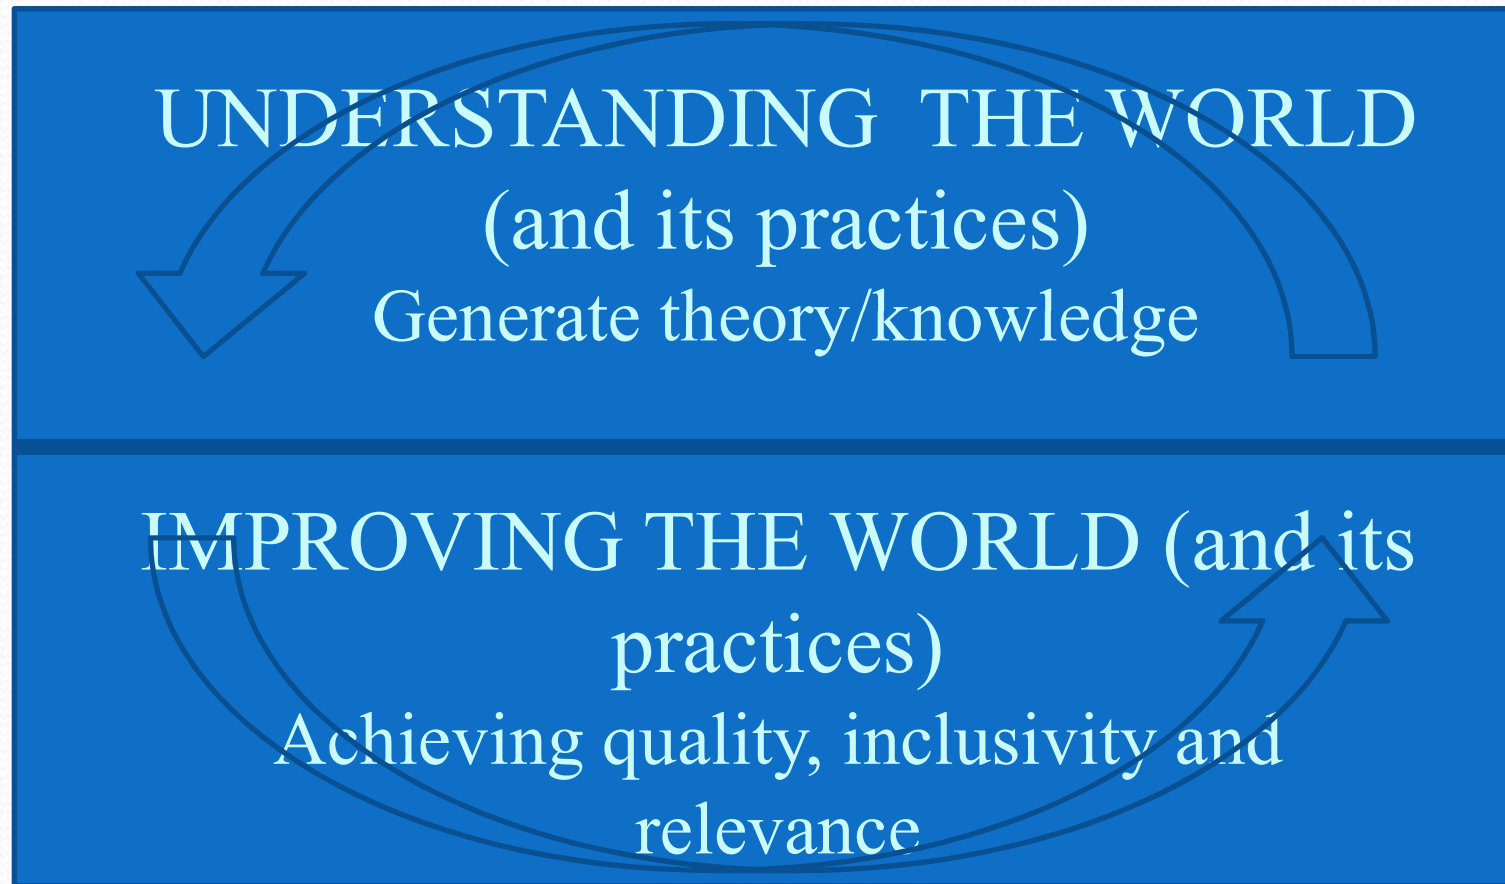 UNDERSTANDING  THE WORLD
(and its practices)
Generate theory/knowledge
IMPROVING THE WORLD (and its
practices)
Achieving quality, inclusivity and
relevance